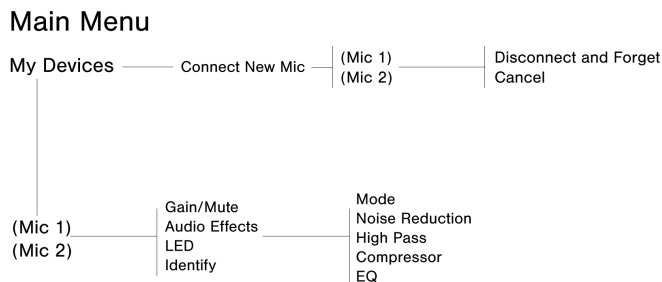 Main Menu
My Devices
Connect New Mic
(Mic 1)
(Mic 2)
Disconnect and Forget
Cancel
(Mic 1)
(Mic 2)
Gain/Mute
Audio Effects
LED
Identify
Mode
Noise Reduction
High Pass
Compressor
EQ